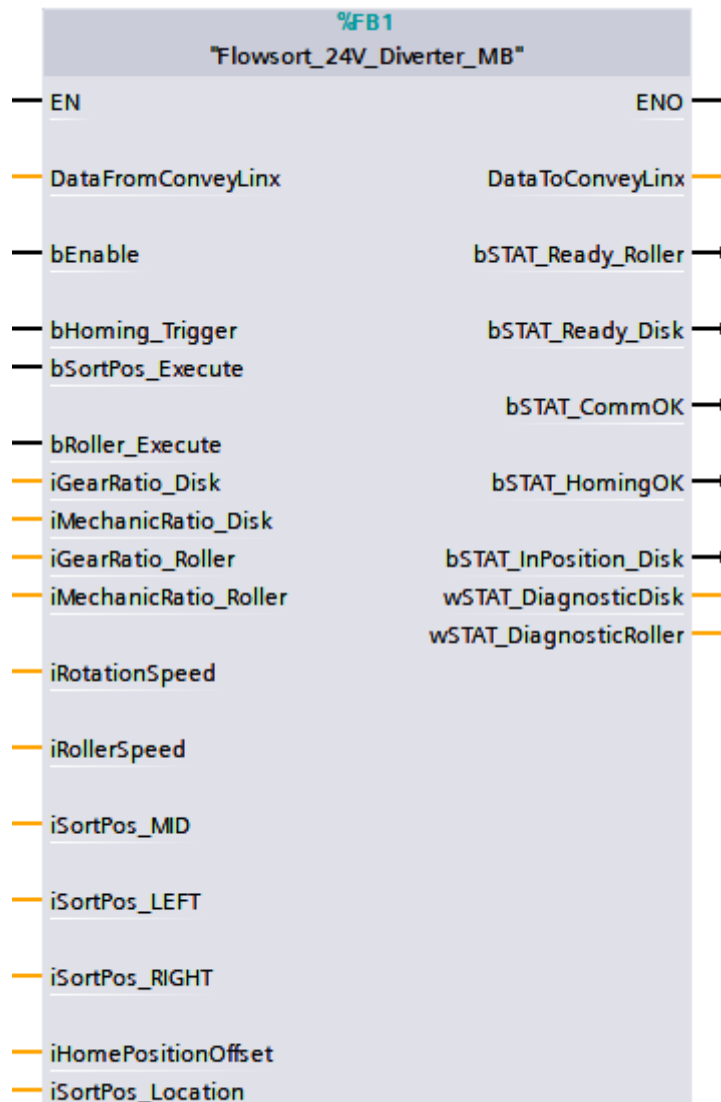 %FB1
"Flowsort_24V_Diverter_MB"
EN ENO
DataFromConveyLinx DataToConveyLinx
bEnable bSTAT_Ready_Roller
bHoming_Trigger bSTAT_Ready_Disk
bSortPos_Execute
bSTAT_CommOK
bRoller_Execute
iGearRatio_Disk bSTAT_HomingOK
iMechanicRatio_Disk
iGearRatio_Roller bSTAT_InPosition_Disk
iMechanicRatio_Roller wSTAT_DiagnosticDisk
wSTAT_DiagnosticRoller
iRotationSpeed
iRollerSpeed
iSortPos_MID
iSortPos_LEFT
iSortPos_RIGHT
iHomePositionOffset
iSortPos_Location